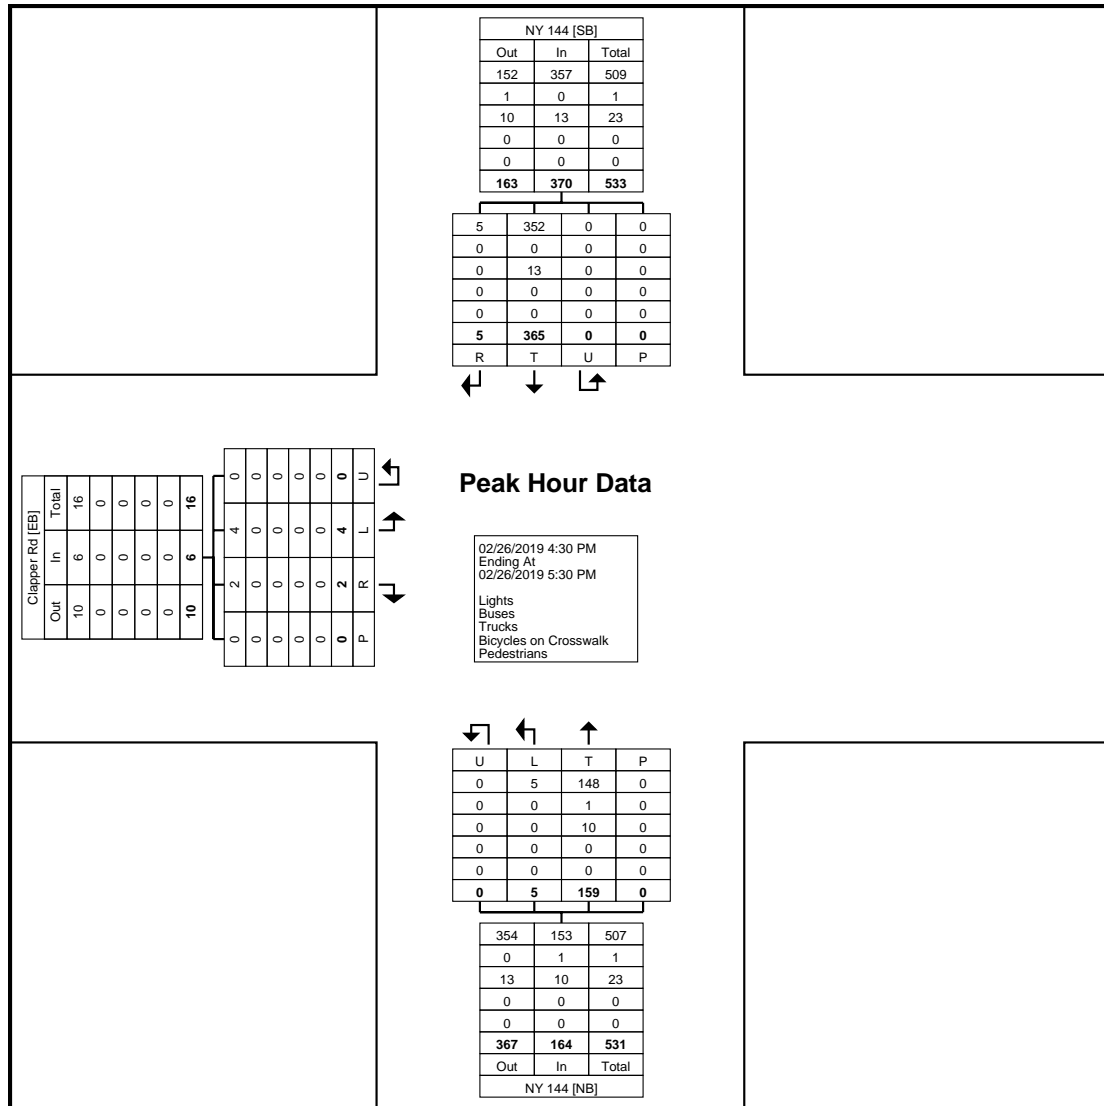 NY 144 [SB]
Out In Total
152 357 509
1 0 1
10 13 23
0 0 0
0 0 0
163 370 533
5 352 0 0
0 0 0 0
0 13 0 0
0 0 0 0
0 0 0 0
5 365 0 0
R T U P
Clapper Rd [EB]
Out In Total
10 6 16
0 0 0
0 0 0
0 0 0
0 0 0
10 6 16
0 2 4 0
0 0 0 0
0 0 0 0
0 0 0 0
0 0 0 0
0 2 4 0
P R L U
Peak Hour Data
02/26/2019 4:30 PM
Ending At
02/26/2019 5:30 PM
Lights
Buses
Trucks
Bicycles on Crosswalk
Pedestrians
U L T P
0 5 148 0
0 0 1 0
0 0 10 0
0 0 0 0
0 0 0 0
0 5 159 0
354 153 507
0 1 1
13 10 23
0 0 0
0 0 0
367 164 531
Out In Total
NY 144 [NB]